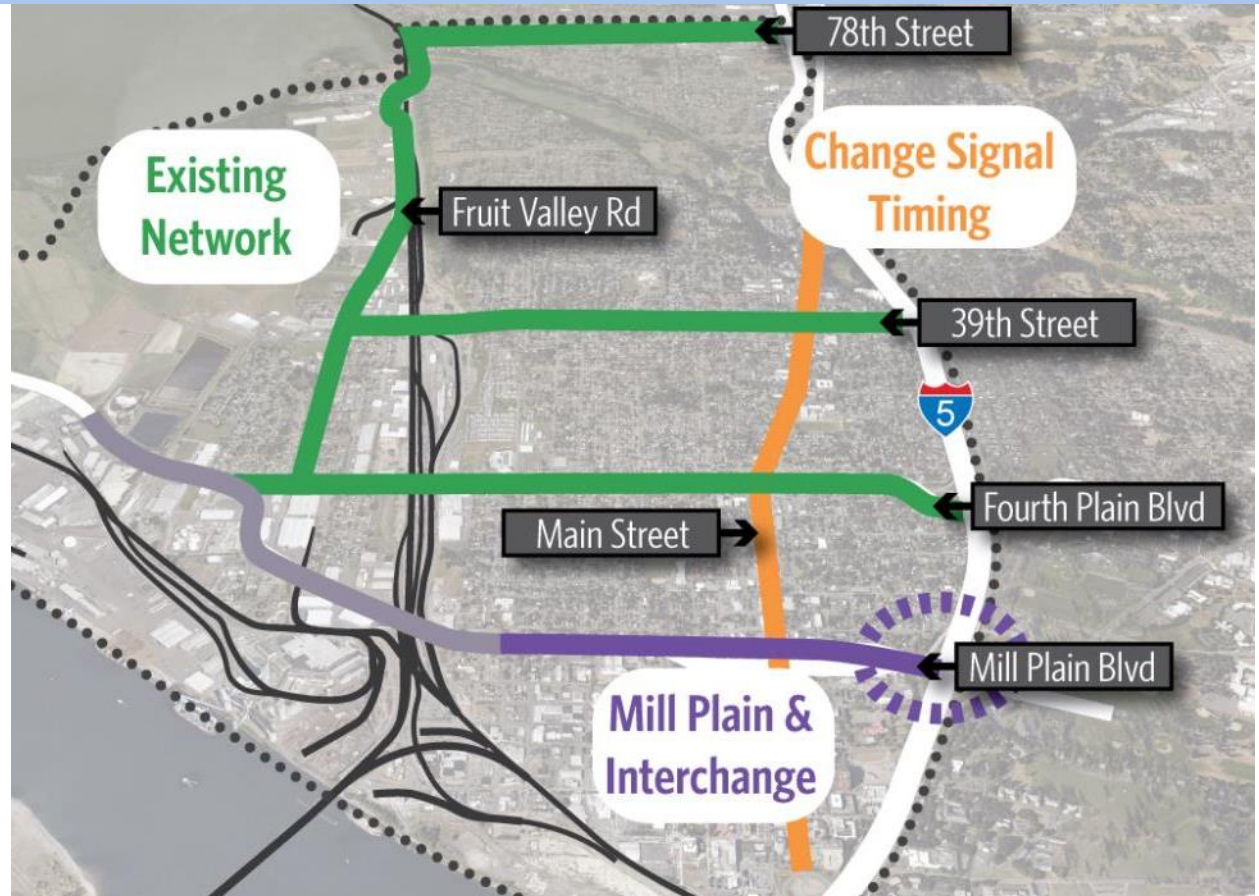 78th Street
Change Signal
Timing
Existing
Network
Fruit Valley Rd
39th Street
5
Fourth Plain Blvd
Main Street
Mill Plain Blvd
Mill Plain &
Interchange